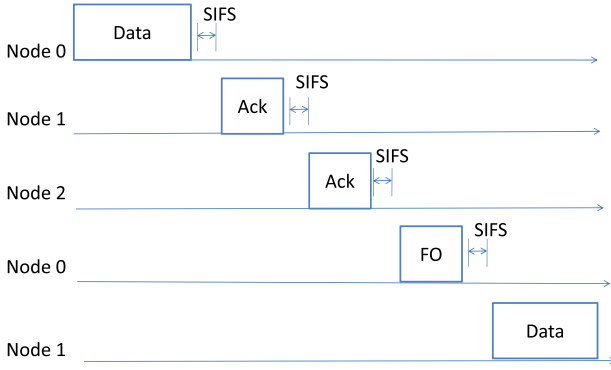 Data
SIFS
Node 0
Ack
SIFS
Node 1
Ack
SIFS
Node 2
FO
SIFS
Node 0
Data
Node 1